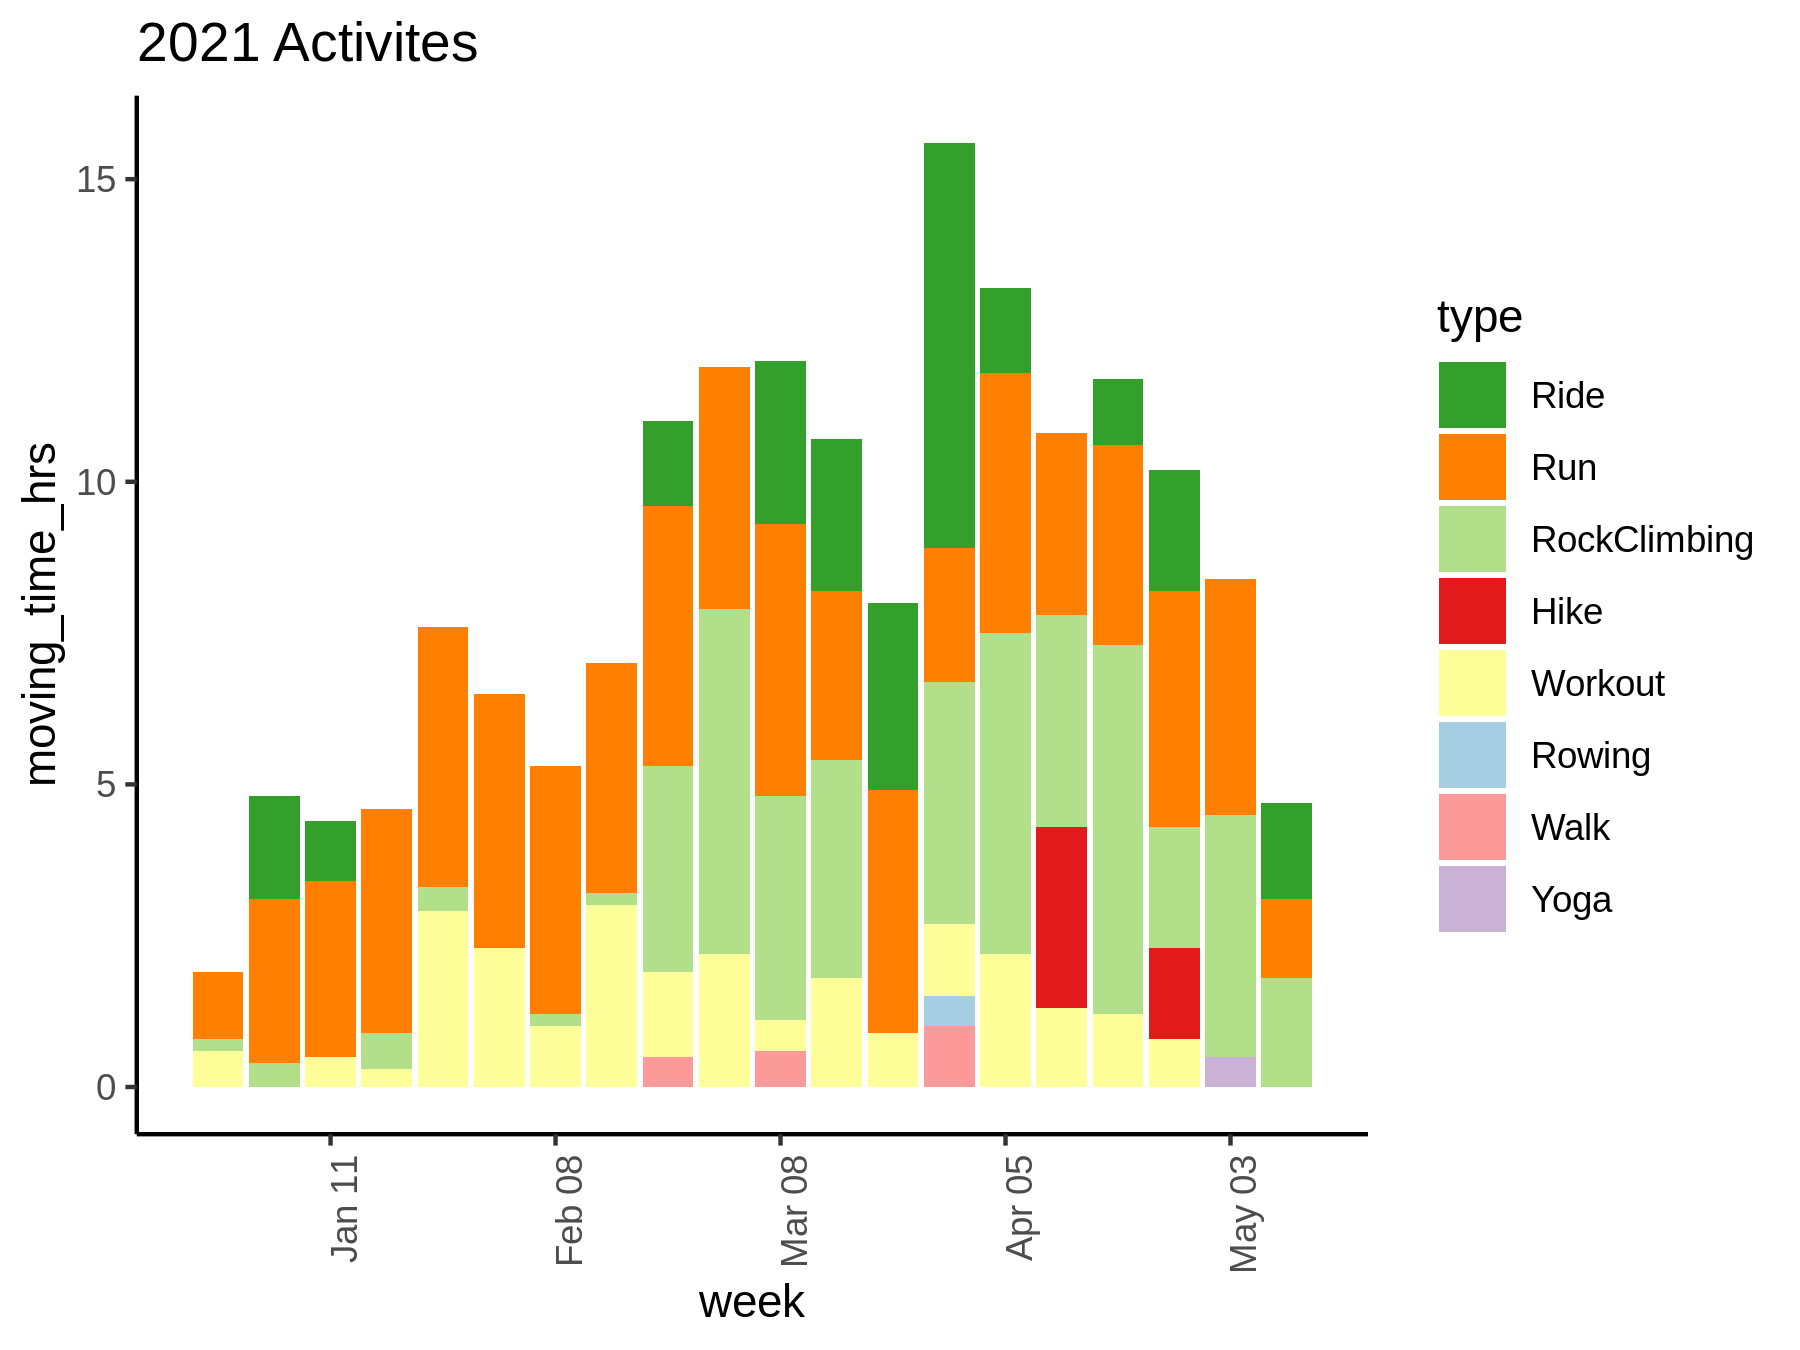 2021 Activites
moving_time_hrs
15
10
5
0
Jan 11
Feb 08
Mar 08
Apr 05
May 03
week
type
Ride
Run
RockClimbing
Hike
Workout
Rowing
Walk
Yoga